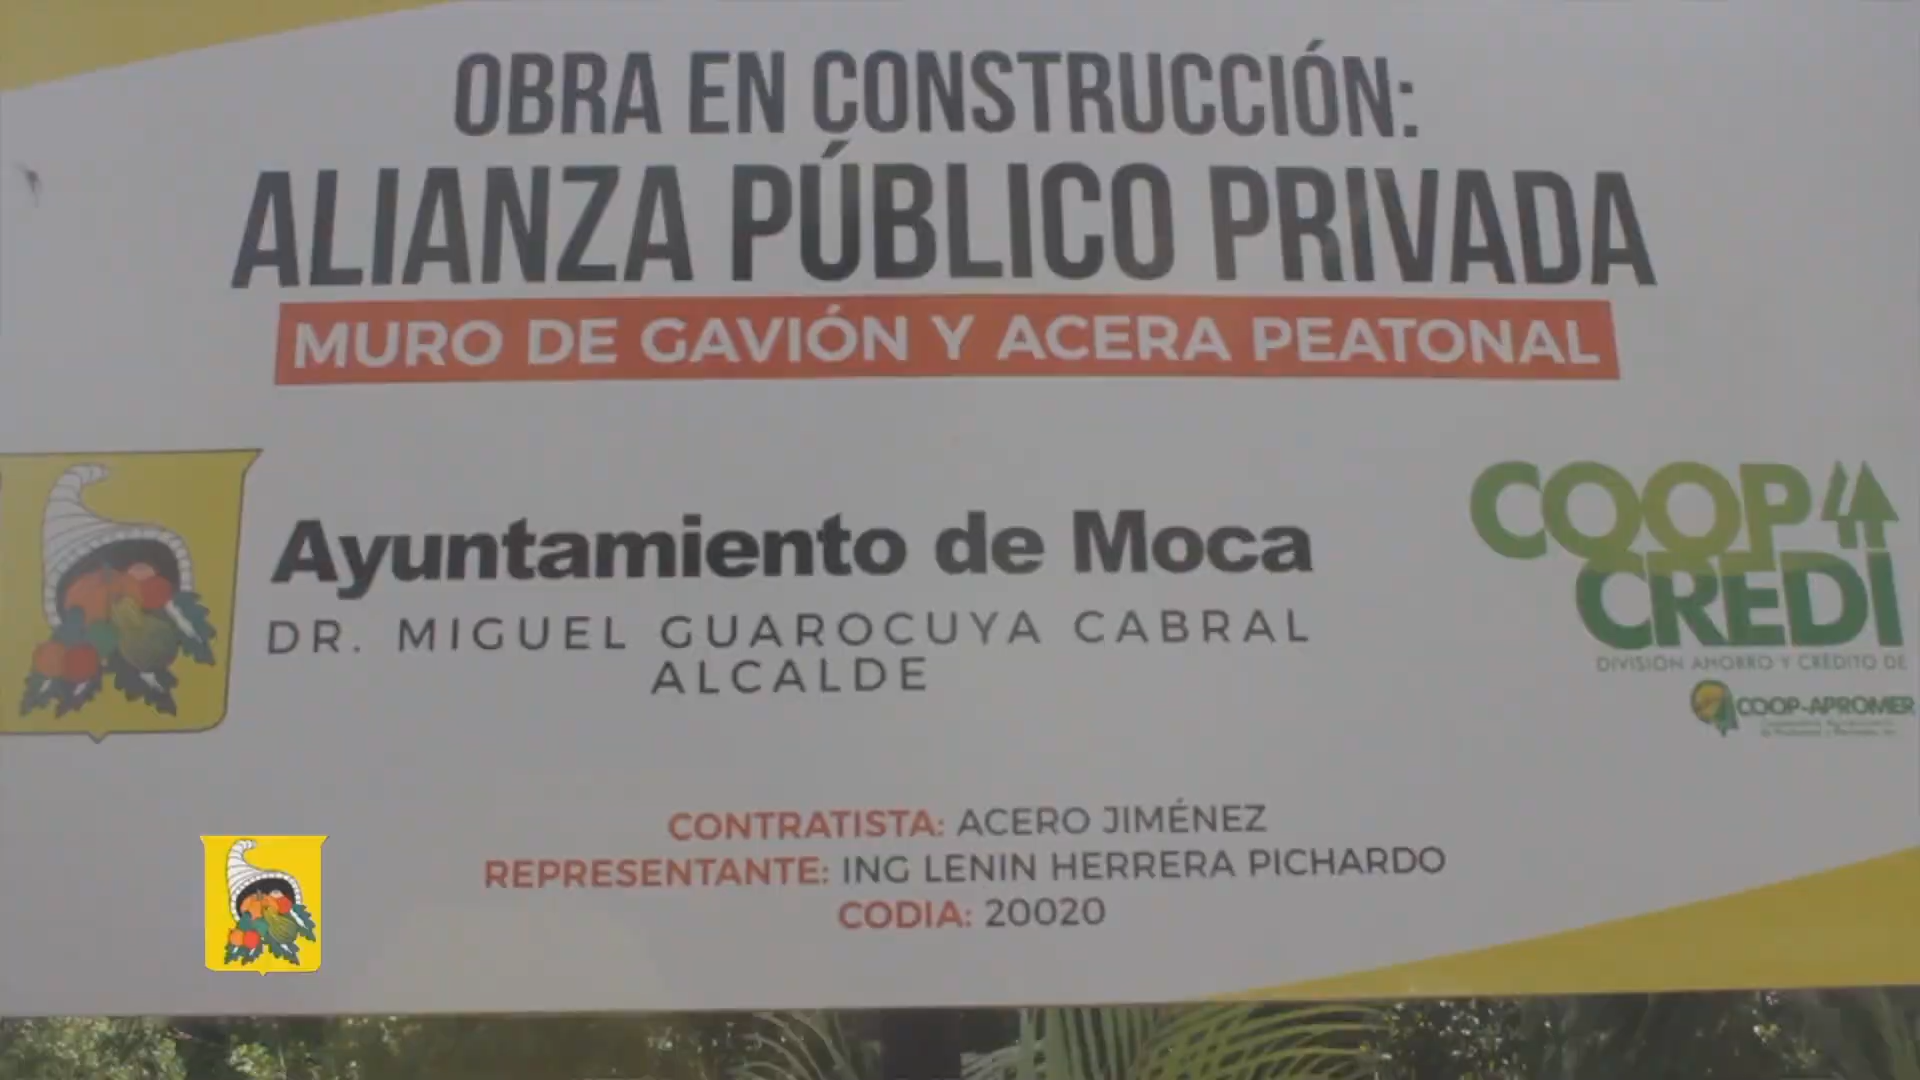 OBRA EN CONSTRUCCIÓN:
ALIANZA PÚBLICO PRIVADA
MURO DE GAVIÓN Y ACERA PEATONAL
Ayuntamiento de Moca
DR. MIGUEL GUAROCUYA CABRAL
ALCALDE
COOP
CREDI
DIVISIÓN AHORRO Y CRÉDITO DE
COOP-APROMER
CONTRATISTA: ACERO JIMÉNEZ
REPRESENTANTE: ING LENIN HERRERA PICHARDO
CODIA: 20020